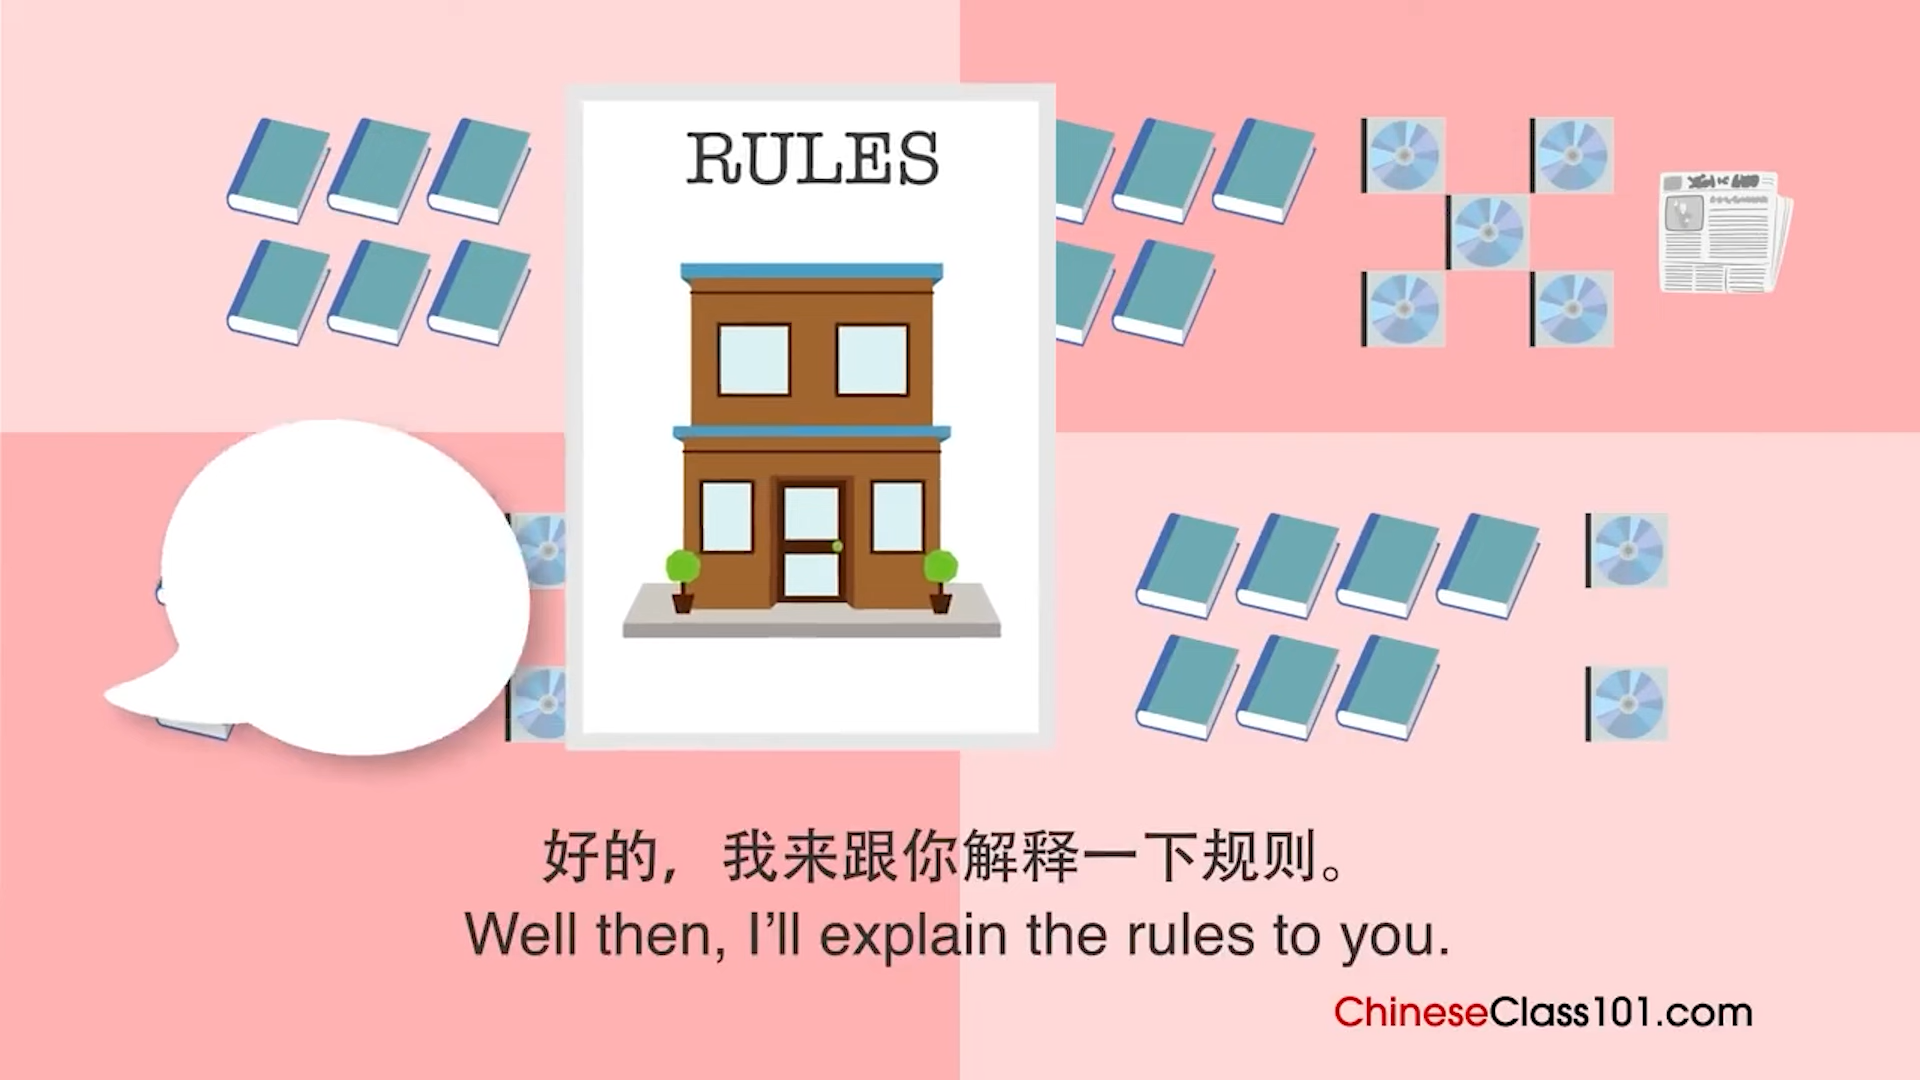 RULES
好的，我来跟你解释一下规则。
Well then, I'll explain the rules to you.
ChineseClass101.com